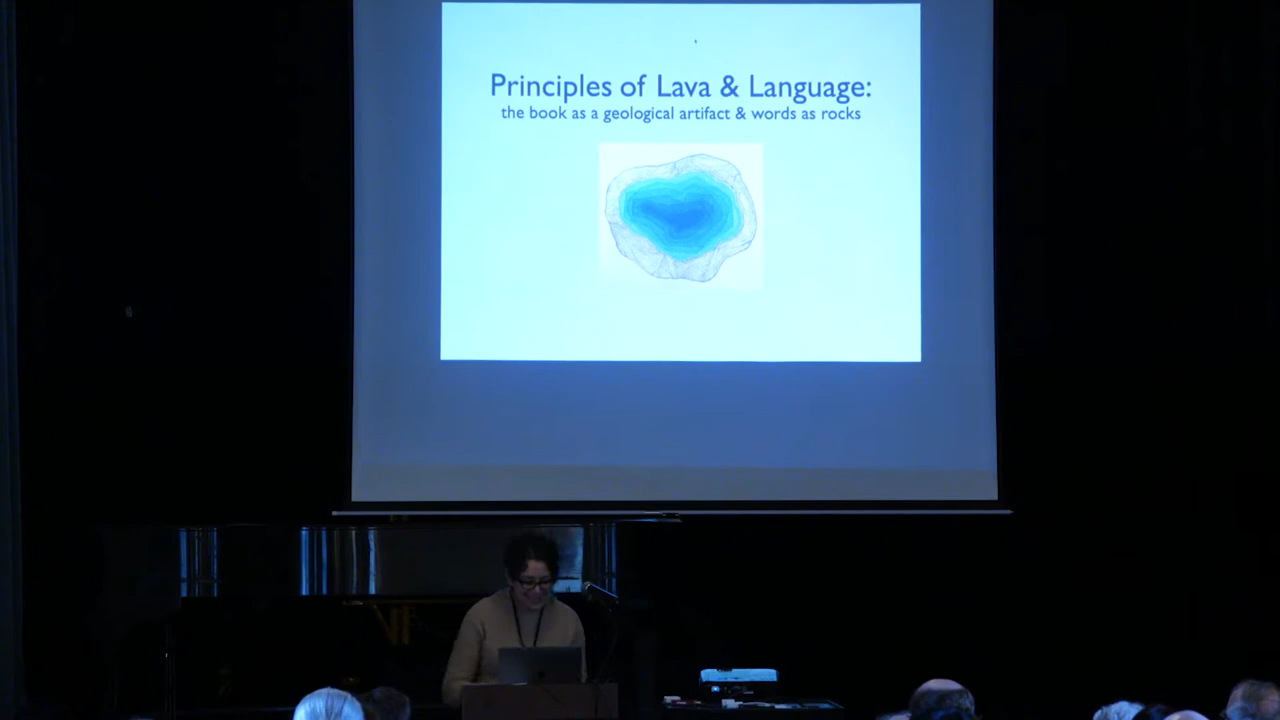 Principles of Lava & Language:
the book as a geological artifact & words as rocks